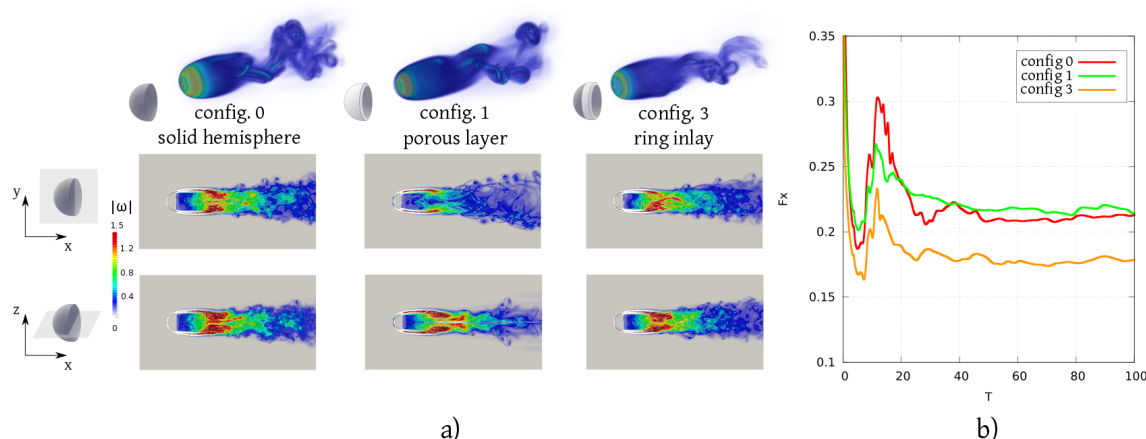 config. 0
solid hemisphere
config. 1
porous layer
config. 3
ring inlay
y
x
|ω|
1.5
1.2
0.8
0.4
0
z
x
a)
0.35
0.3
0.25
0.2
0.15
0.1
Fx
config 0
config 1
config 3
0 20 40 60 80 100
T
b)